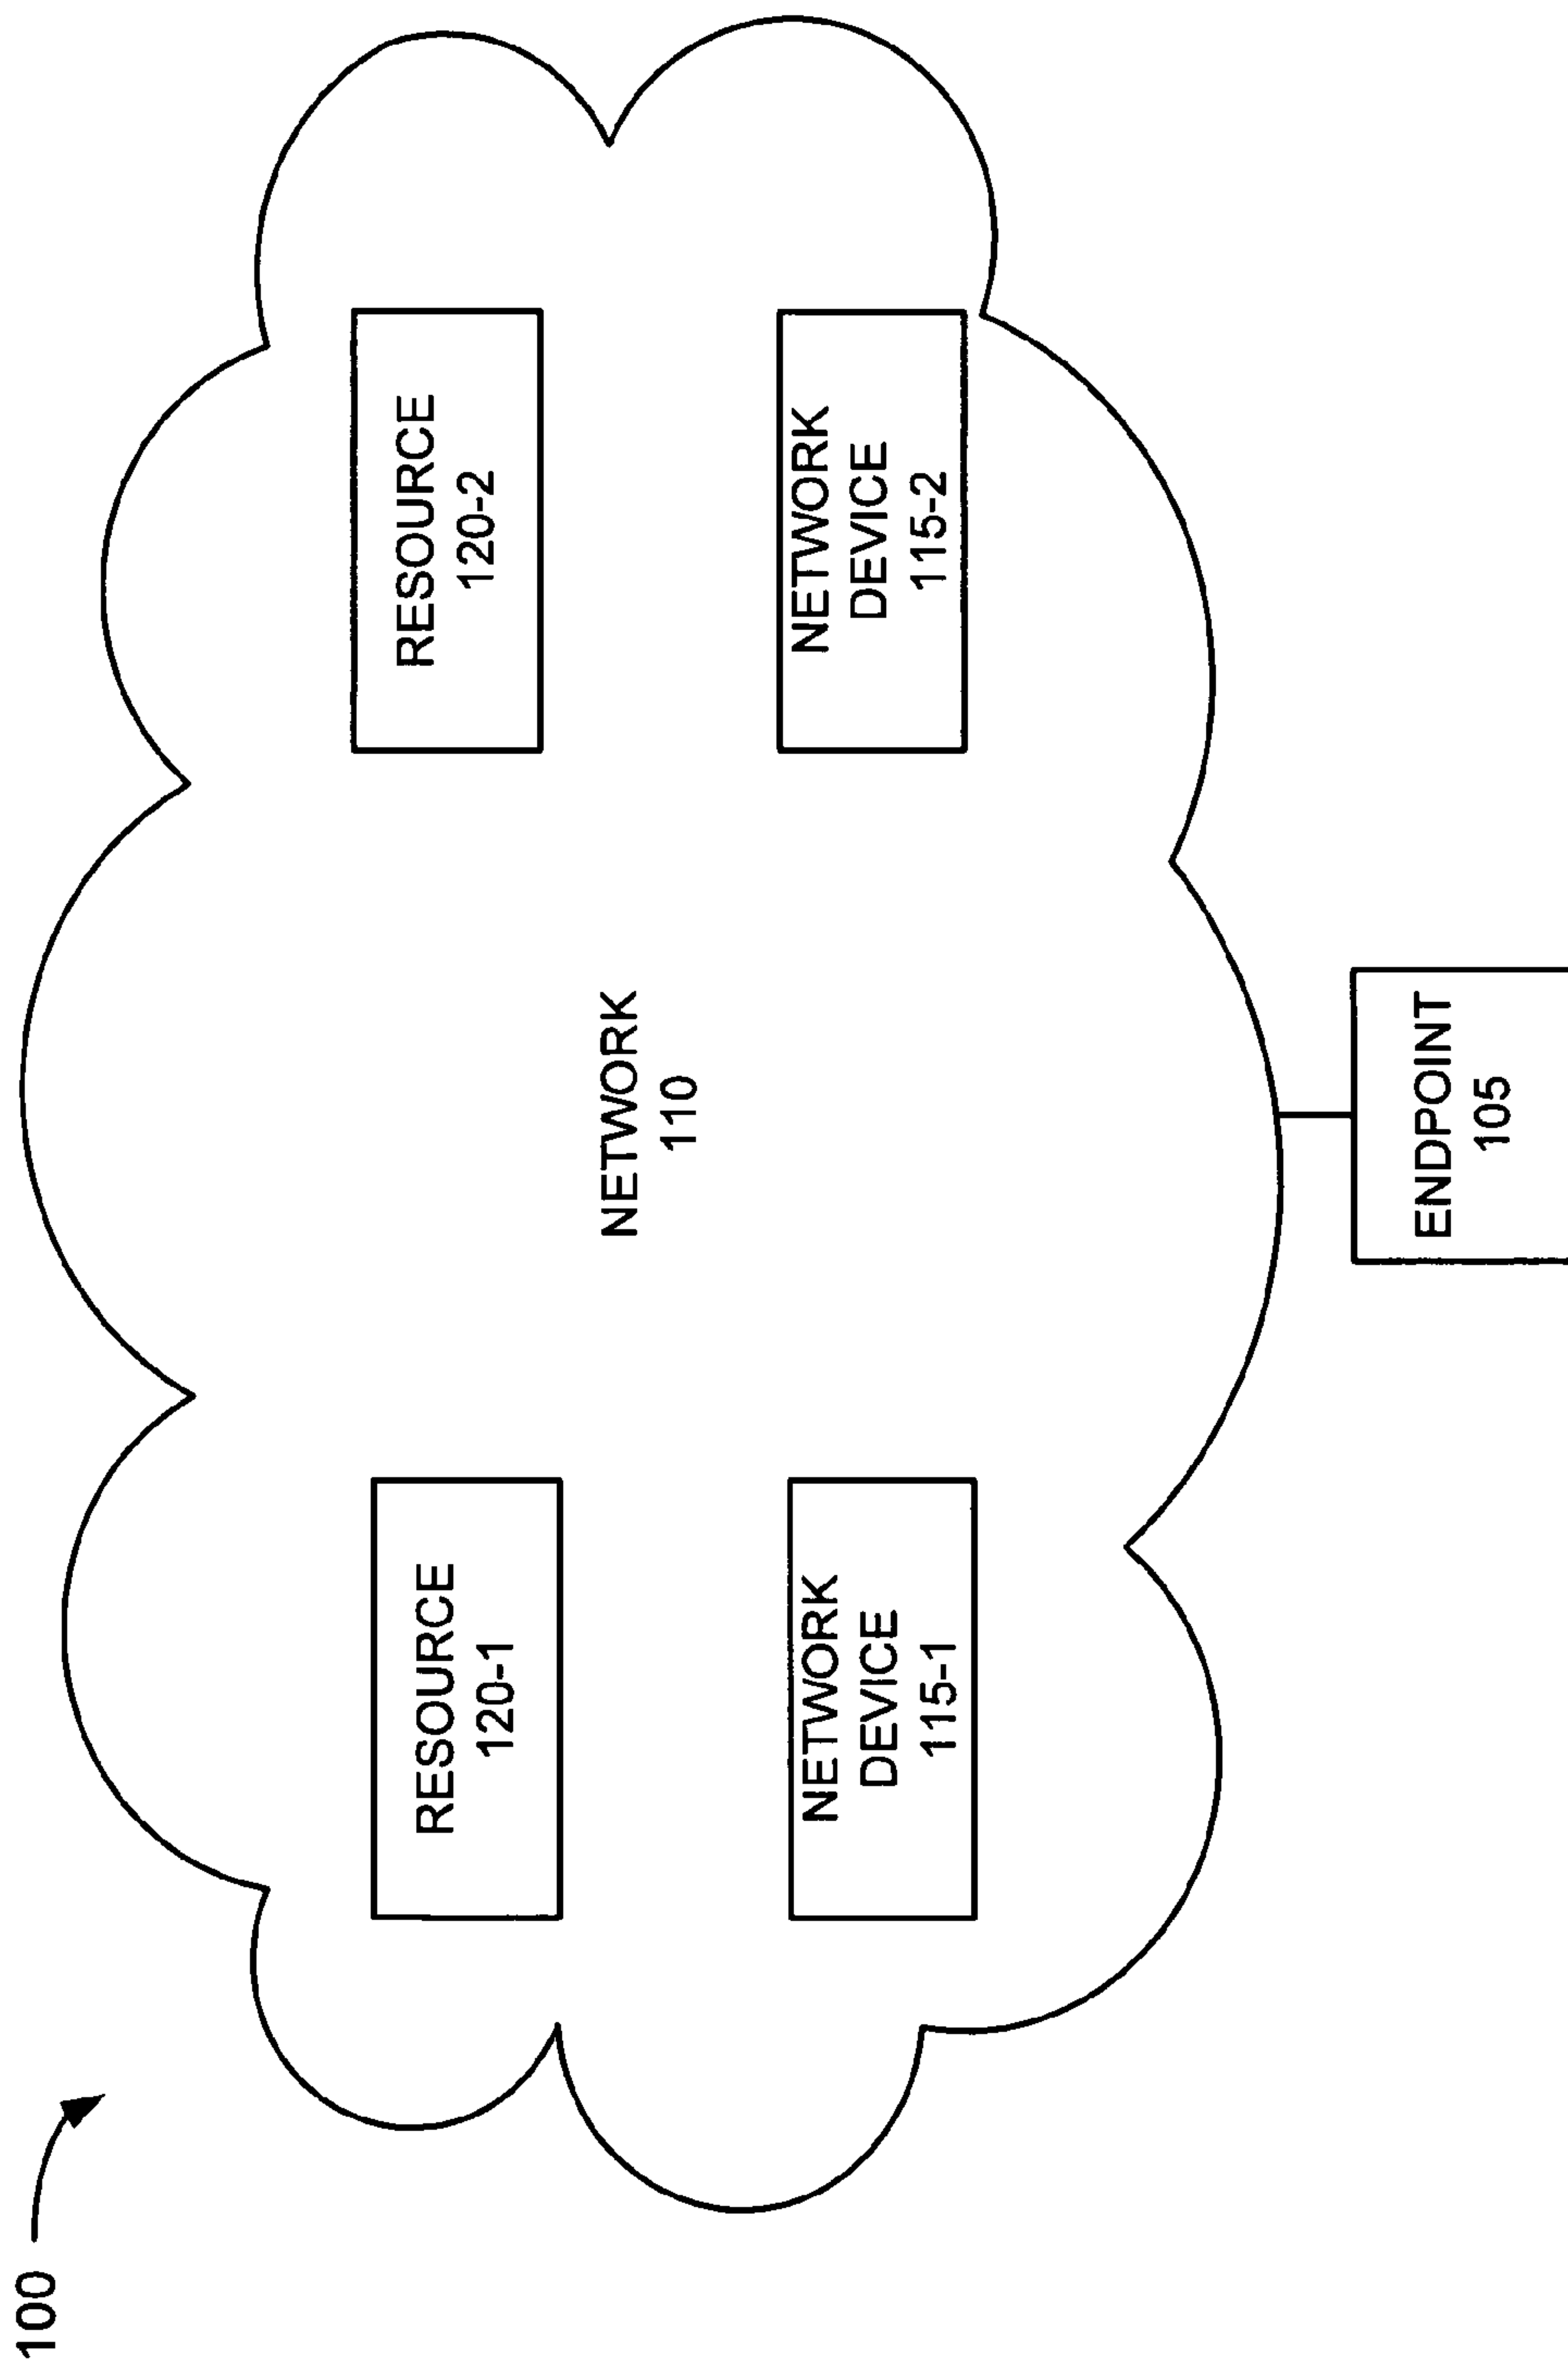 100
RESOURCE
120-1
RESOURCE
120-2
NETWORK
110
NETWORK
DEVICE
115-1
NETWORK
DEVICE
115-2
ENDPOINT
105